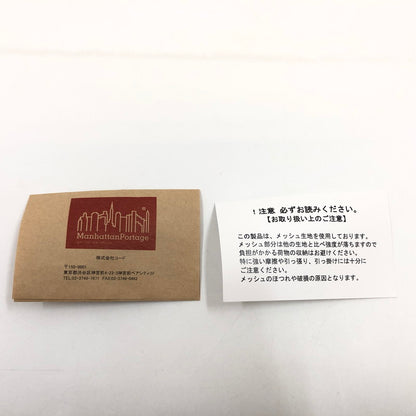 ManhattanPortage
®
株式会社コード
！注意 必ずお読みください。
【お取り扱い上のご注意】
この製品は、メッシュ生地を使用しております。
メッシュ部分は他の生地と比べ強度が落ちますので
負担がかかる荷物の収納はお避けください。
特に強い摩擦や引っ張り、引っ掛けには十分に
ご注意ください。
メッシュのほつれや破損の原因となります。